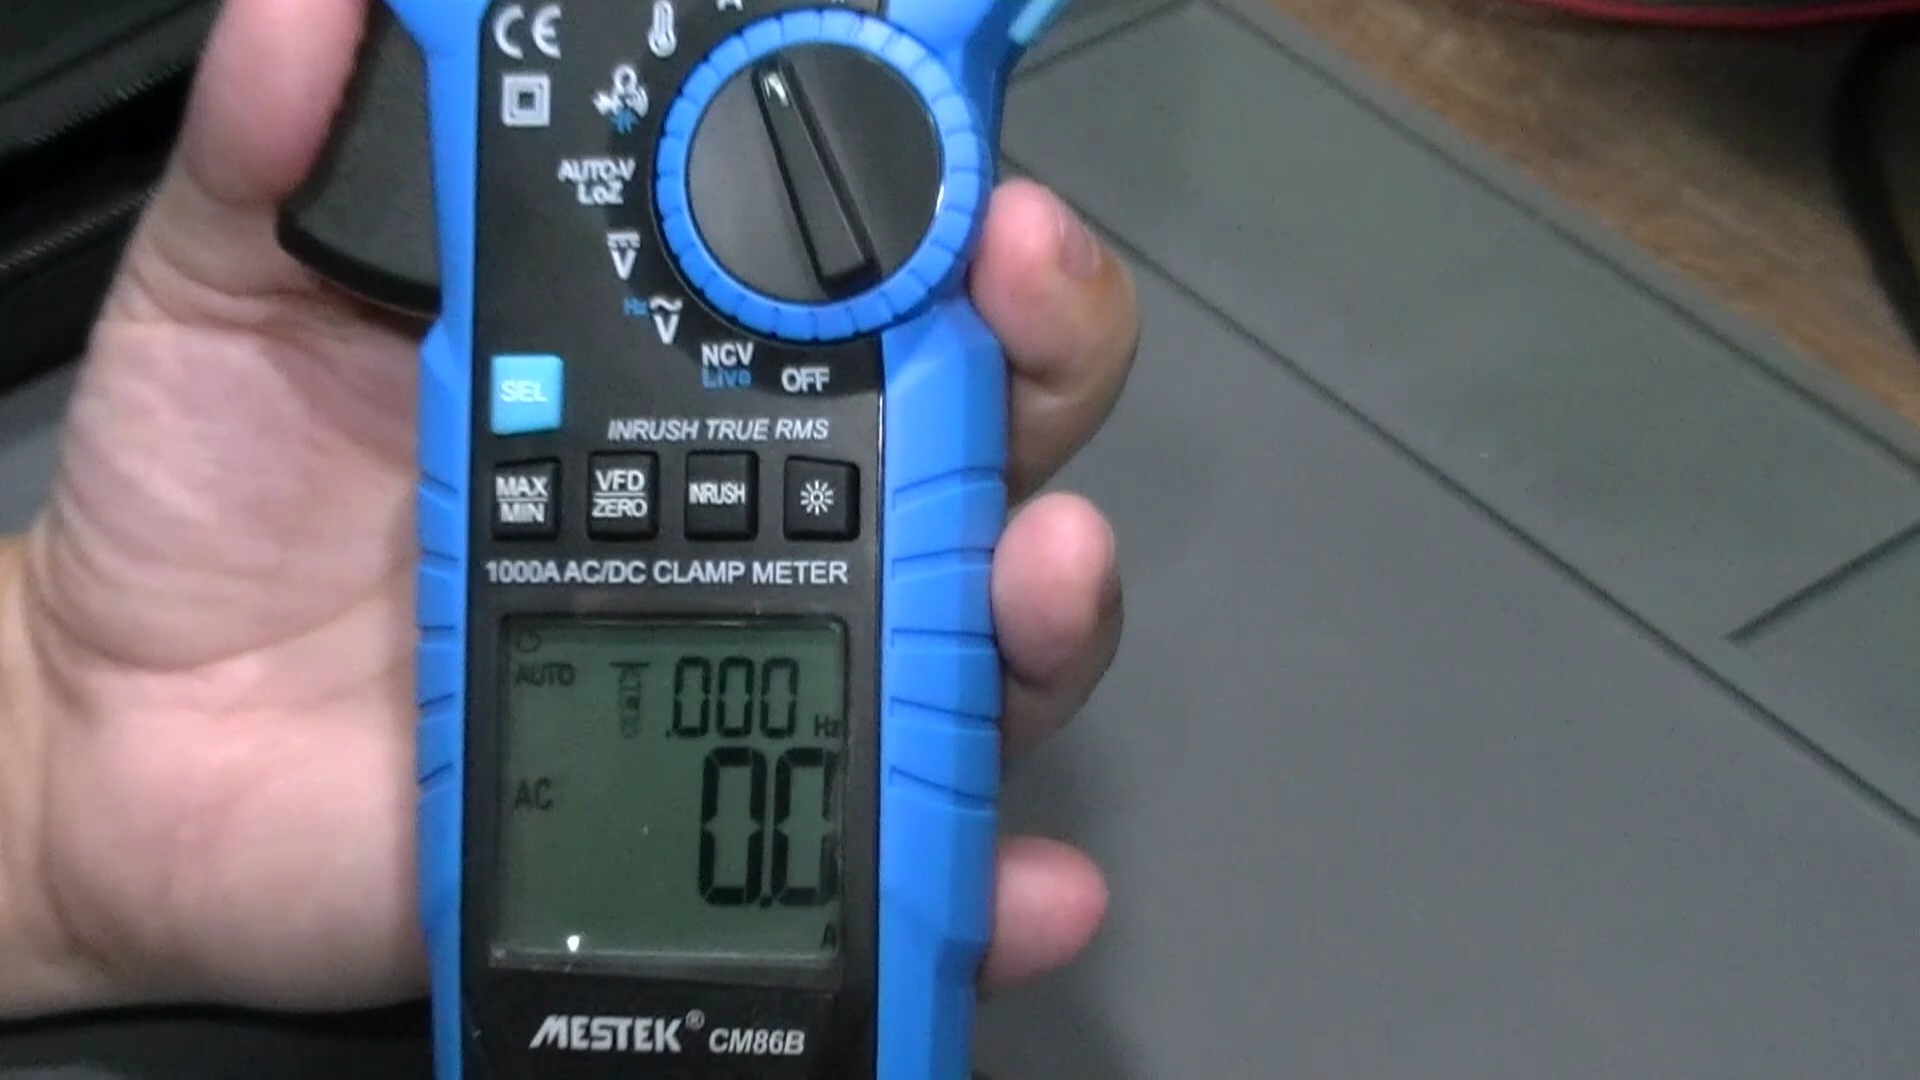 CE
AUTO-V
LoZ
V
Hz V
NCV
Live
OFF
SEL
INRUSH TRUE RMS
MAX
MIN
VFD
ZERO
INRUSH
1000A AC/DC CLAMP METER
AUTO .000 Hz
AC 0.0
A
MESTEK® CM86B